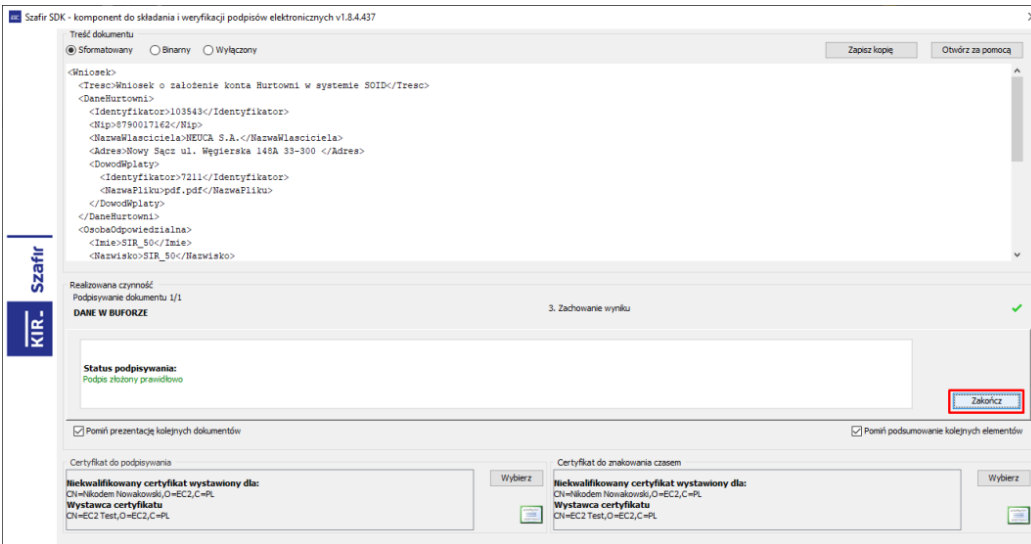 KIR. Szafir SDK - komponent do składania i weryfikacji podpisów elektronicznych v1.8.4.437
Treść dokumentu
Sformatowany Binarny Wyłączony Zapisz kopię Otwórz za pomocą
<Wniosek>
<Tresc>Wniosek o założenie konta Hurtowni w systemie SOID</Tresc>
<DaneHurtowni>
<Identyfikator>103543</Identyfikator>
<Nip>8790017162</Nip>
<NazwaWlasciciela>NEUCA S.A.</NazwaWlasciciela>
<Adres>Nowy Sącz ul. Węgierska 148A 33-300 </Adres>
<DowodWplaty>
<Identyfikator>7211</Identyfikator>
<NazwaPliku>pdf.pdf</NazwaPliku>
</DowodWplaty>
</DaneHurtowni>
<OsobaOdpowiedzialna>
<Imie>SIR_50</Imie>
<Nazwisko>SIR_50</Nazwisko>
Szafir
KIR.
Realizowana czynność
Podpisywanie dokumentu 1/1
DANE W BUFORZE
3. Zachowanie wyniku
Status podpisywania:
Podpis złożony prawidłowo
Zakończ
Pomiń prezentację kolejnych dokumentów
Pomiń podsumowanie kolejnych elementów
Certyfikat do podpisywania
Niekwalifikowany certyfikat wystawiony dla:
CN=Nikodem Nowakowski,O=EC2,C=PL
Wystawca certyfikatu
CN=EC2 Test,O=EC2,C=PL
Wybierz
Certyfikat do znakowania czasem
Niekwalifikowany certyfikat wystawiony dla:
CN=Nikodem Nowakowski,O=EC2,C=PL
Wystawca certyfikatu
CN=EC2 Test,O=EC2,C=PL
Wybierz